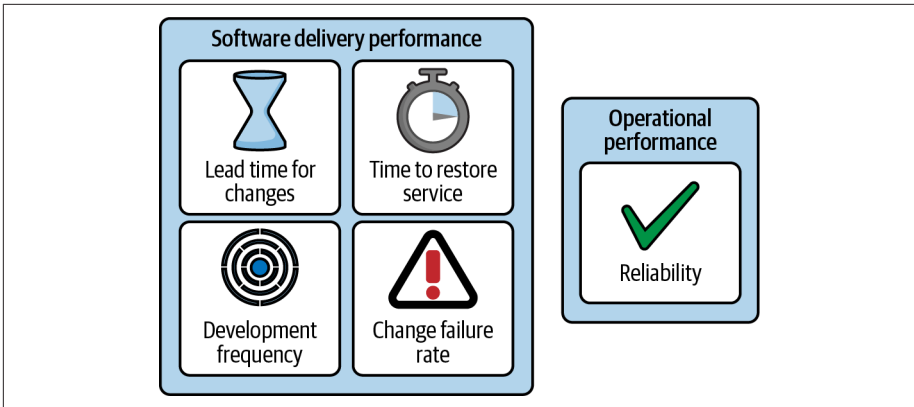 Software delivery performance
Lead time for
changes
Time to restore
service
Development
frequency
Change failure
rate
Operational
performance
Reliability